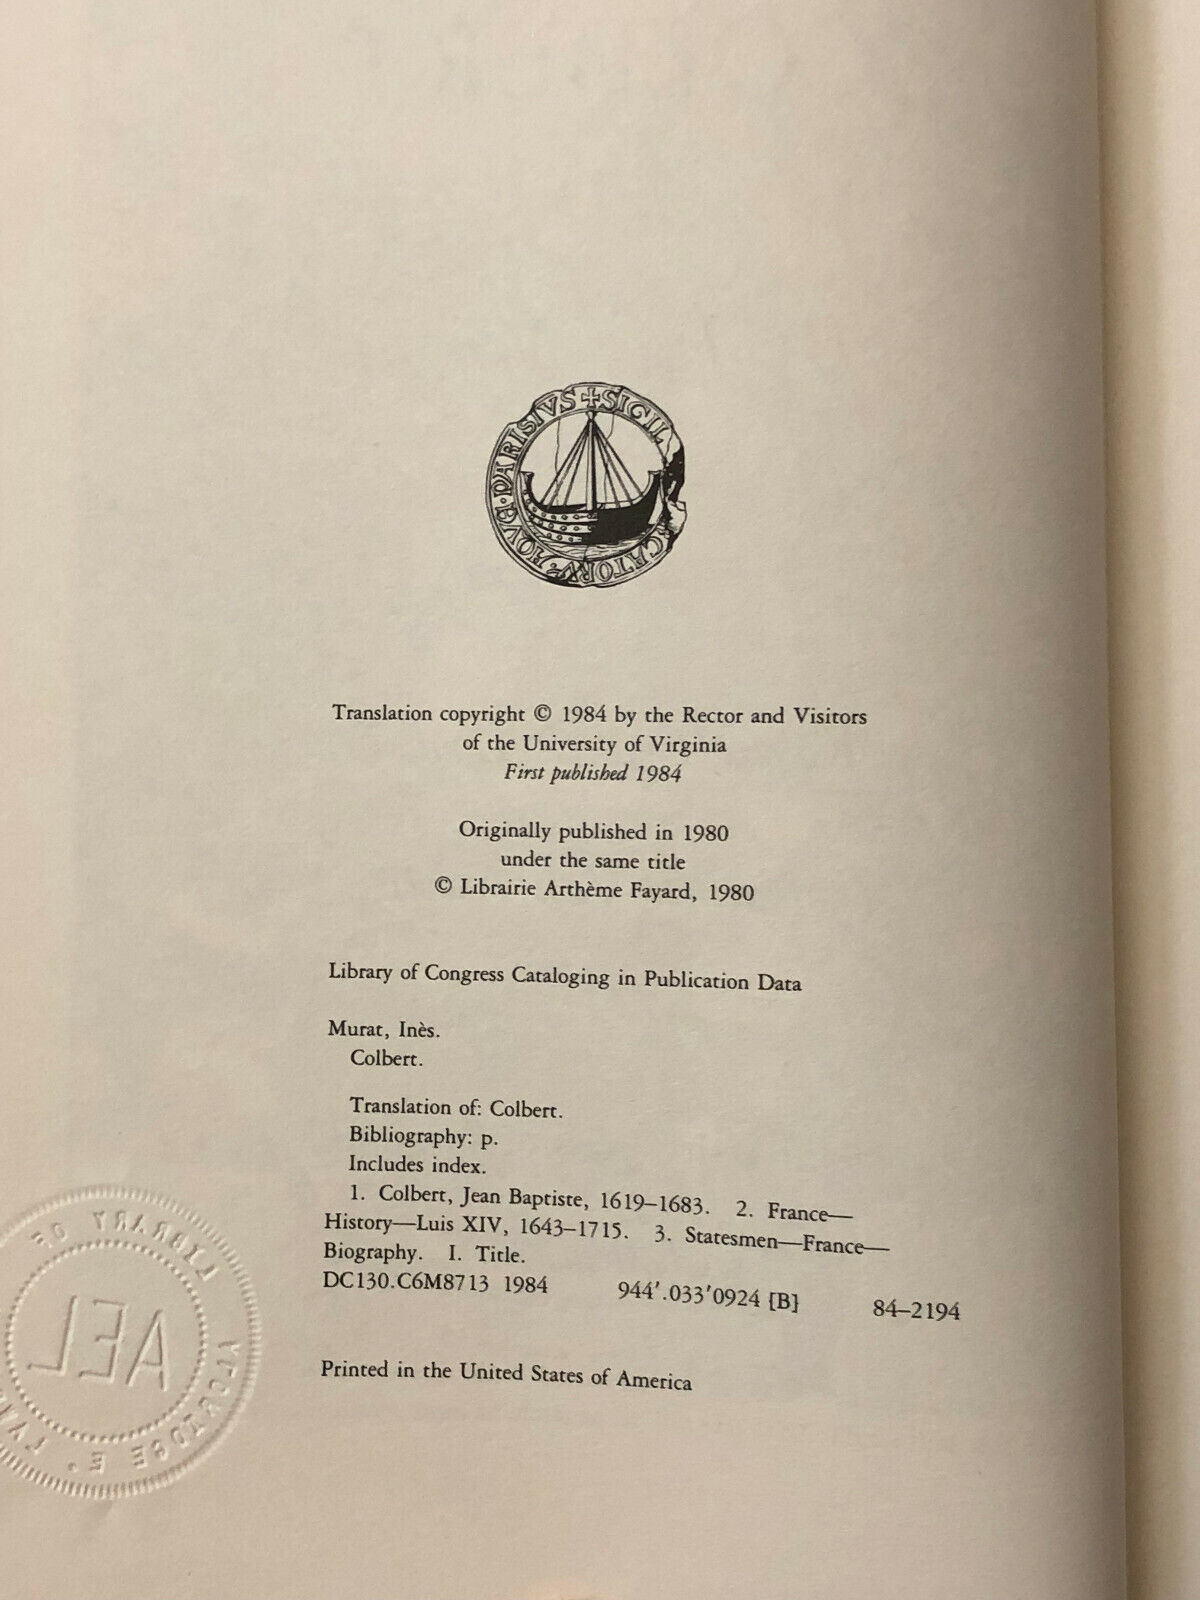 PARISIVS + SIGIL
CATORV
Translation copyright © 1984 by the Rector and Visitors
of the University of Virginia
First published 1984
Originally published in 1980
under the same title
© Librairie Arthème Fayard, 1980
Library of Congress Cataloging in Publication Data
Murat, Inès.
Colbert.
Translation of: Colbert.
Bibliography: p.
Includes index.
1. Colbert, Jean Baptiste, 1619–1683. 2. France—
History—Luis XIV, 1643–1715. 3. Statesmen—France—
Biography. I. Title.
DC130.C6M8713 1984 944′.033′0924 [B] 84–2194
Printed in the United States of America
LIBRARY OF
AEL